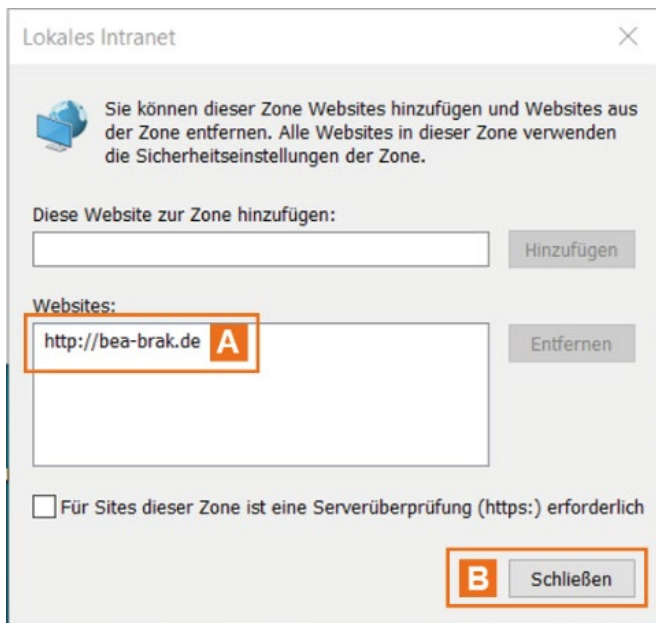 Lokales Intranet
Sie können dieser Zone Websites hinzufügen und Websites aus
der Zone entfernen. Alle Websites in dieser Zone verwenden
die Sicherheitseinstellungen der Zone.
Diese Website zur Zone hinzufügen:
Hinzufügen
Websites:
http://bea-brak.de A
Entfernen
Für Sites dieser Zone ist eine Serverüberprüfung (https:) erforderlich
B Schließen